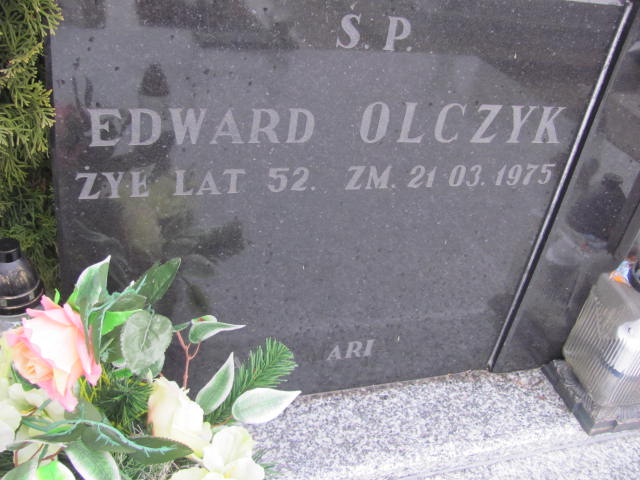 Ś.P.
EDWARD OLCZYK
ŻYŁ LAT 52. ZM. 21 03. 1975
ARI